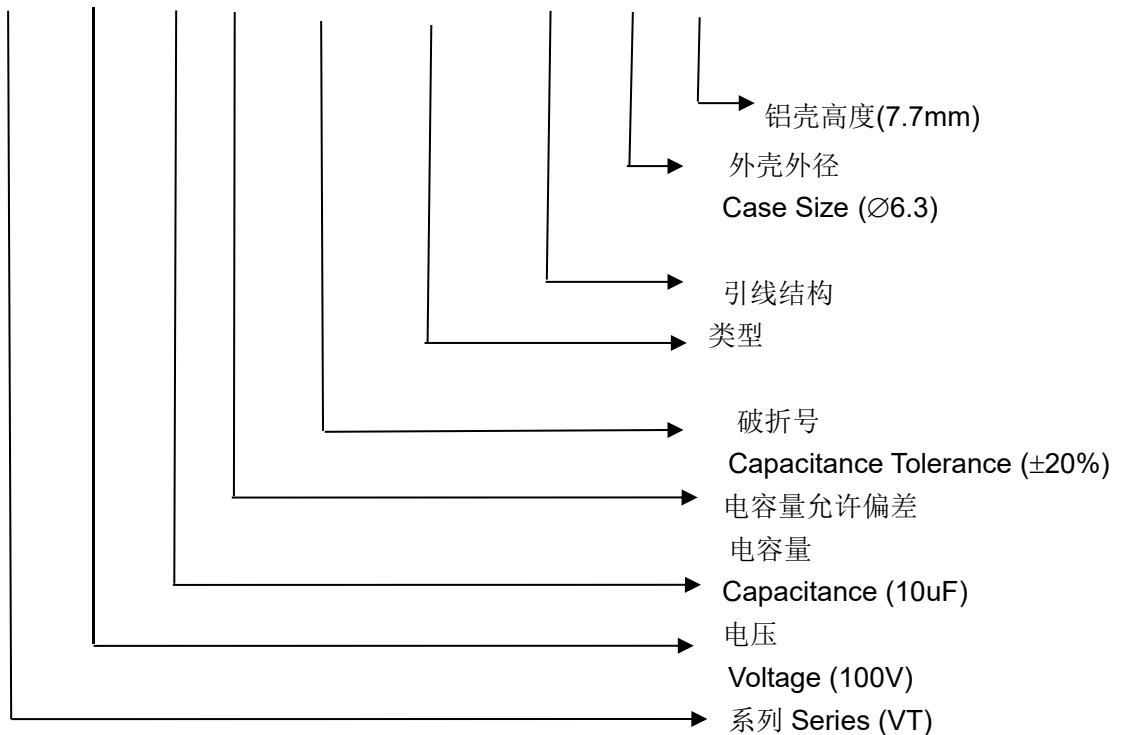 铝壳高度(7.7mm)
外壳外径
Case Size (∅6.3)
引线结构
类型
破折号
Capacitance Tolerance (±20%)
电容量允许偏差
电容量
Capacitance (10uF)
电压
Voltage (100V)
系列 Series (VT)